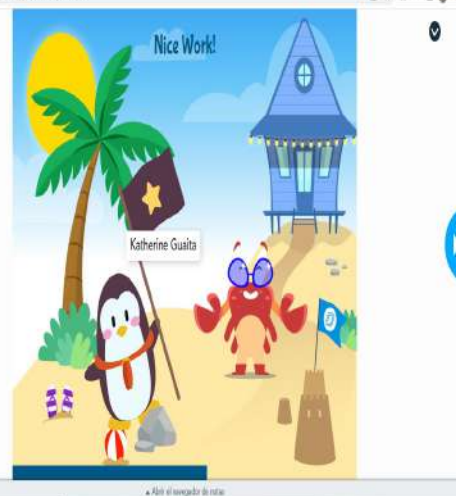 Nice Work!
Katherine Guaita
▲ Abrir el navegador de notas